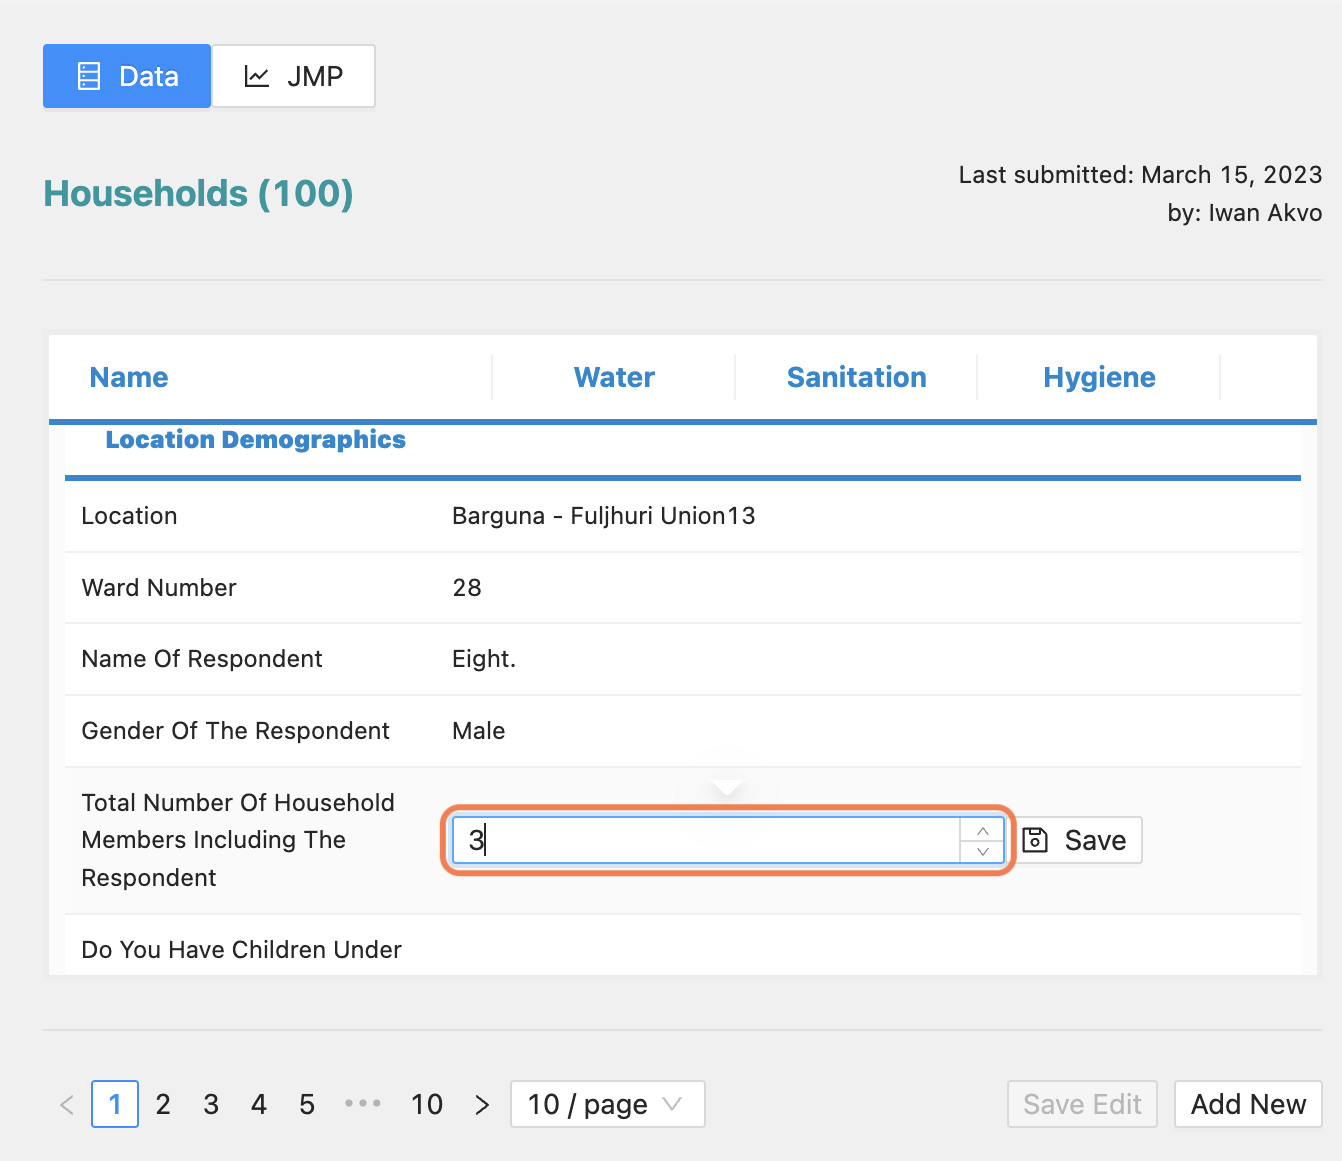 Data JMP
Households (100)
Last submitted: March 15, 2023
by: Iwan Akvo
Name Water Sanitation Hygiene
Location Demographics
Location Barguna - Fuljhuri Union13
Ward Number 28
Name Of Respondent Eight.
Gender Of The Respondent Male
Total Number Of Household
Members Including The
Respondent
3 Save
Do You Have Children Under
< 1 2 3 4 5 ••• 10 > 10 / page Save Edit Add New